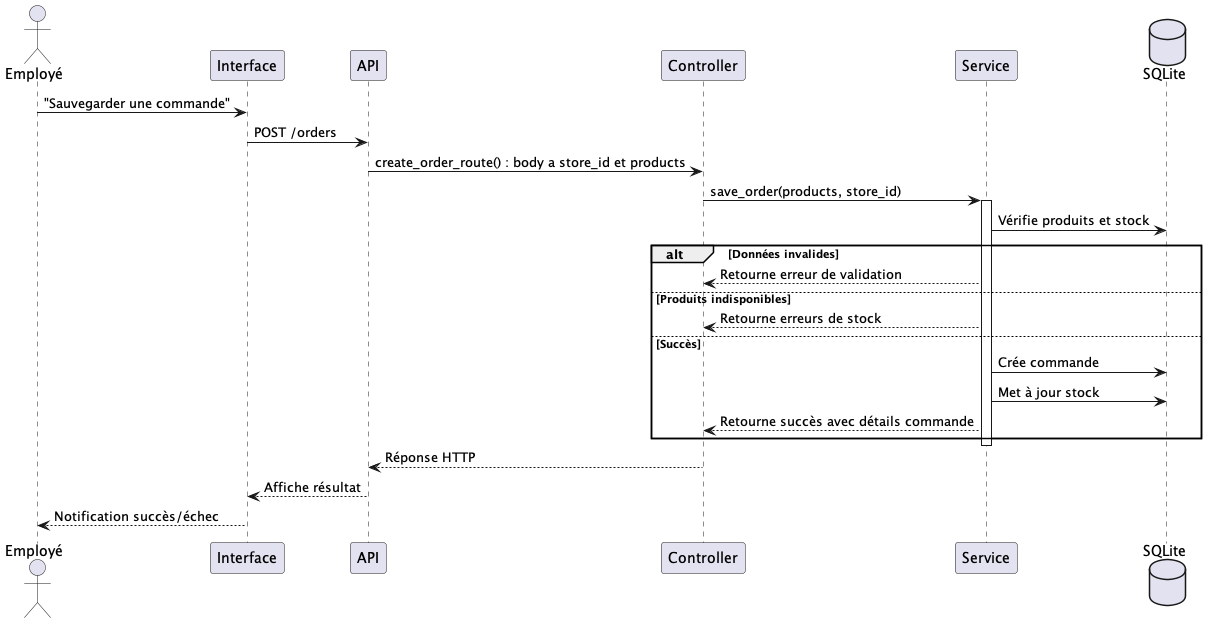 Employé
Interface
API
Controller
Service
SQLite
"Sauvegarder une commande"
POST /orders
create_order_route() : body a store_id et products
save_order(products, store_id)
Vérifie produits et stock
alt [Données invalides]
Retourne erreur de validation
[Produits indisponibles]
Retourne erreurs de stock
[Succès]
Crée commande
Met à jour stock
Retourne succès avec détails commande
Réponse HTTP
Affiche résultat
Notification succès/échec
Employé
Interface
API
Controller
Service
SQLite